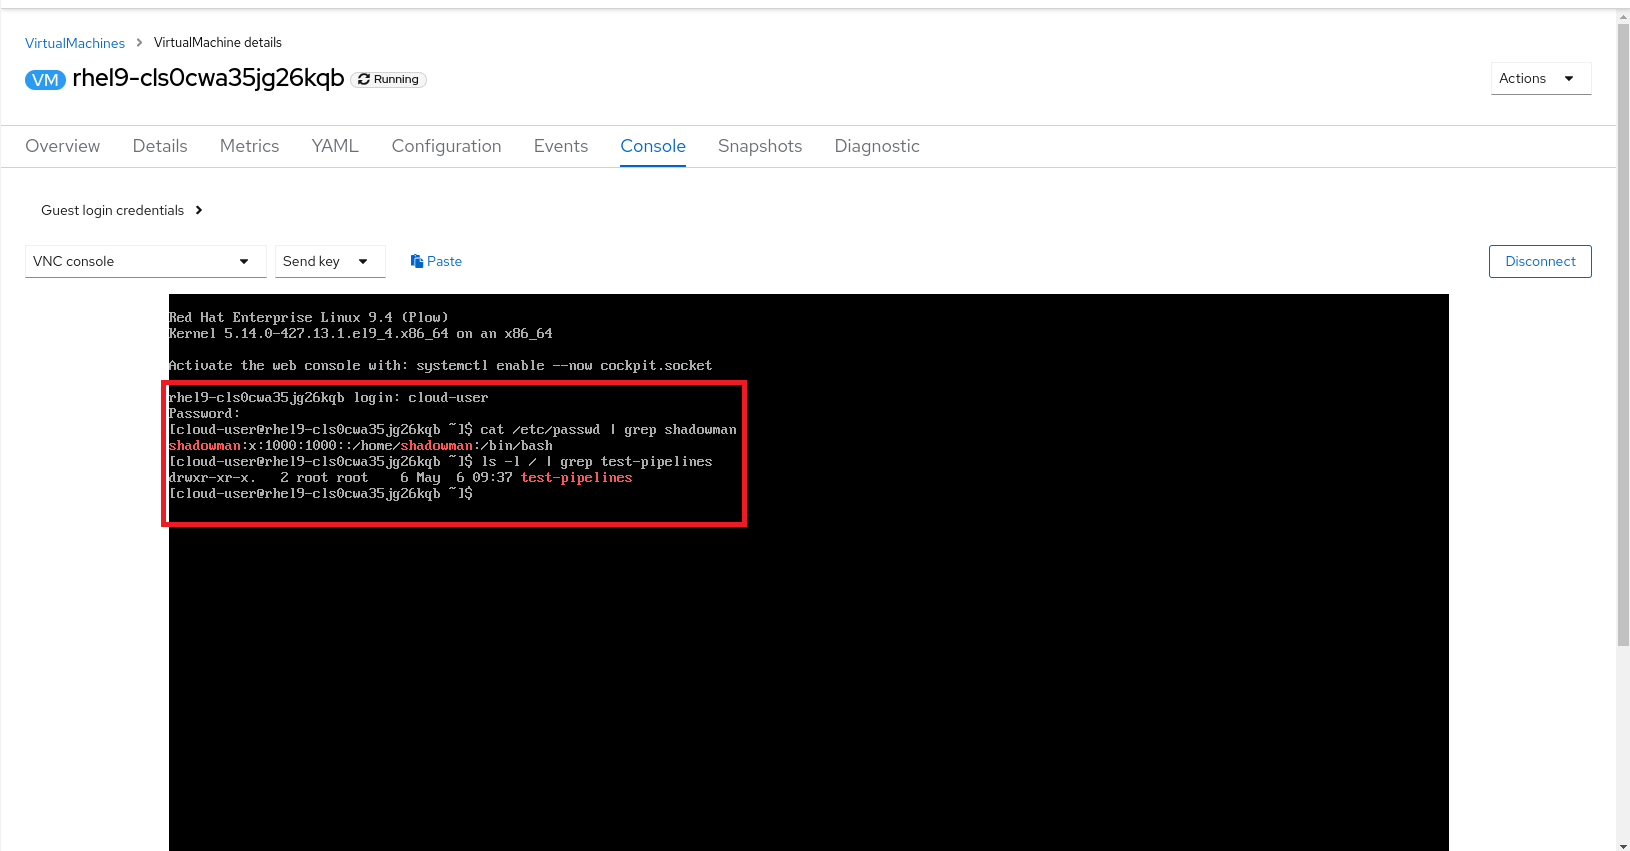 VirtualMachines > VirtualMachine details
VM rhel9-cls0cwa35jg26kqb Running
Actions
Overview Details Metrics YAML Configuration Events Console Snapshots Diagnostic
Guest login credentials
VNC console Send key Paste Disconnect
Red Hat Enterprise Linux 9.4 (Plow)
Kernel 5.14.0-427.13.1.el9_4.x86_64 on an x86_64
Activate the web console with: systemctl enable --now cockpit.socket
rhel9-cls0cwa35jg26kqb login: cloud-user
Password:
[cloud-user@rhel9-cls0cwa35jg26kqb ~]$ cat /etc/passwd | grep shadowman
shadowman:x:1000:1000::/home/shadowman:/bin/bash
[cloud-user@rhel9-cls0cwa35jg26kqb ~]$ ls -l / | grep test-pipelines
drwxr-xr-x.   2 root root    6 May  6 09:37 test-pipelines
[cloud-user@rhel9-cls0cwa35jg26kqb ~]$